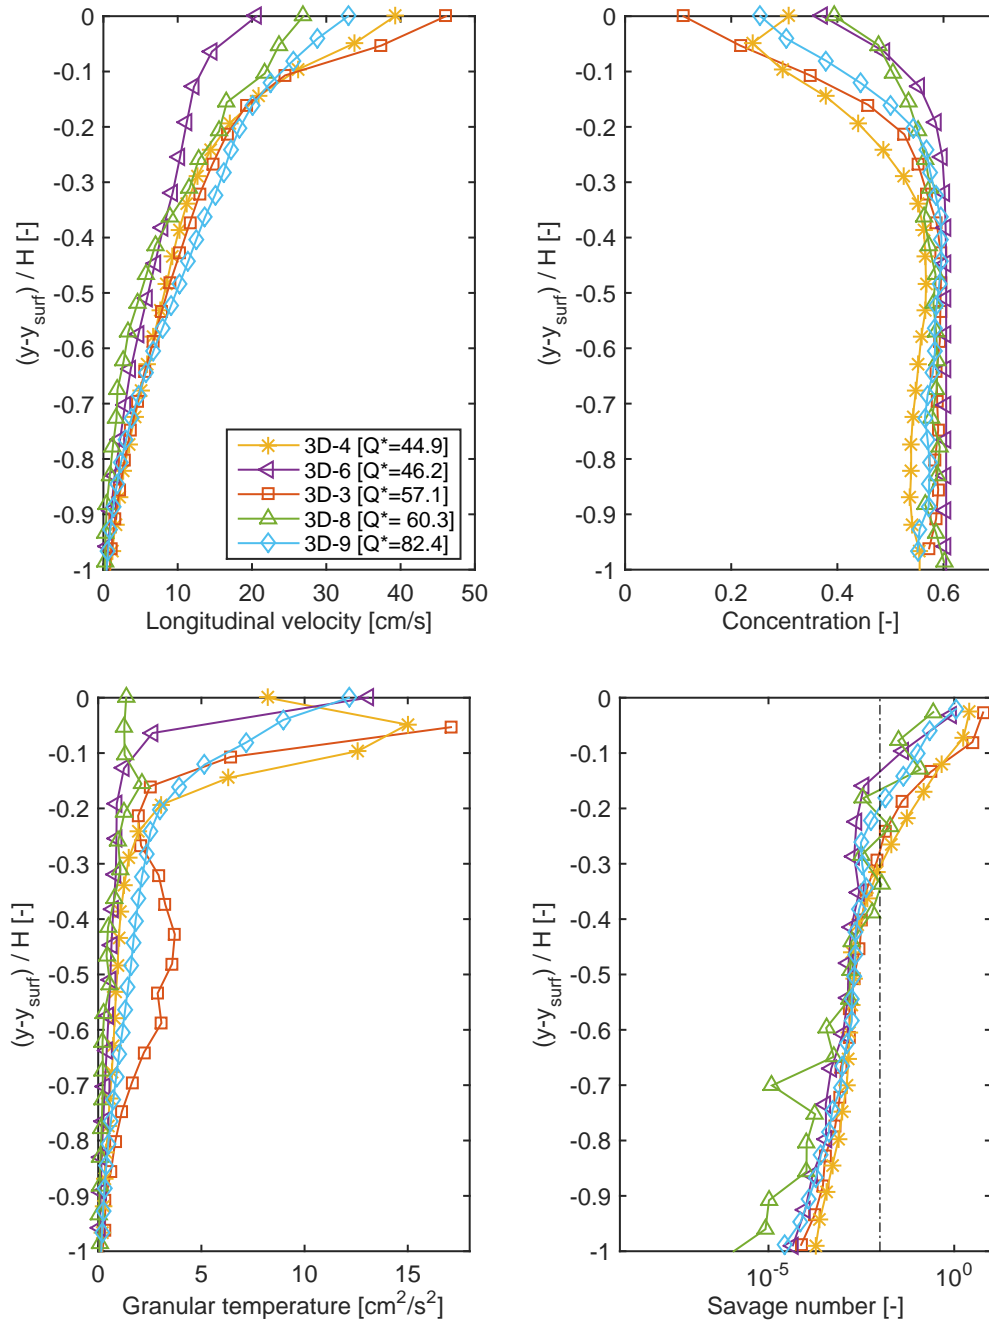 0
-0.1
-0.2
-0.3
-0.4
-0.5
-0.6
-0.7
-0.8
-0.9
-1
(y-y_surf) / H [-]
0 10 20 30 40 50
Longitudinal velocity [cm/s]
3D-4 [Q*=44.9]
3D-6 [Q*=46.2]
3D-3 [Q*=57.1]
3D-8 [Q*= 60.3]
3D-9 [Q*=82.4]
0
-0.1
-0.2
-0.3
-0.4
-0.5
-0.6
-0.7
-0.8
-0.9
-1
(y-y_surf) / H [-]
0 0.2 0.4 0.6
Concentration [-]
0
-0.1
-0.2
-0.3
-0.4
-0.5
-0.6
-0.7
-0.8
-0.9
-1
(y-y_surf) / H [-]
0 5 10 15
Granular temperature [cm²/s²]
0
-0.1
-0.2
-0.3
-0.4
-0.5
-0.6
-0.7
-0.8
-0.9
-1
(y-y_surf) / H [-]
10⁻⁵ 10⁰
Savage number [-]